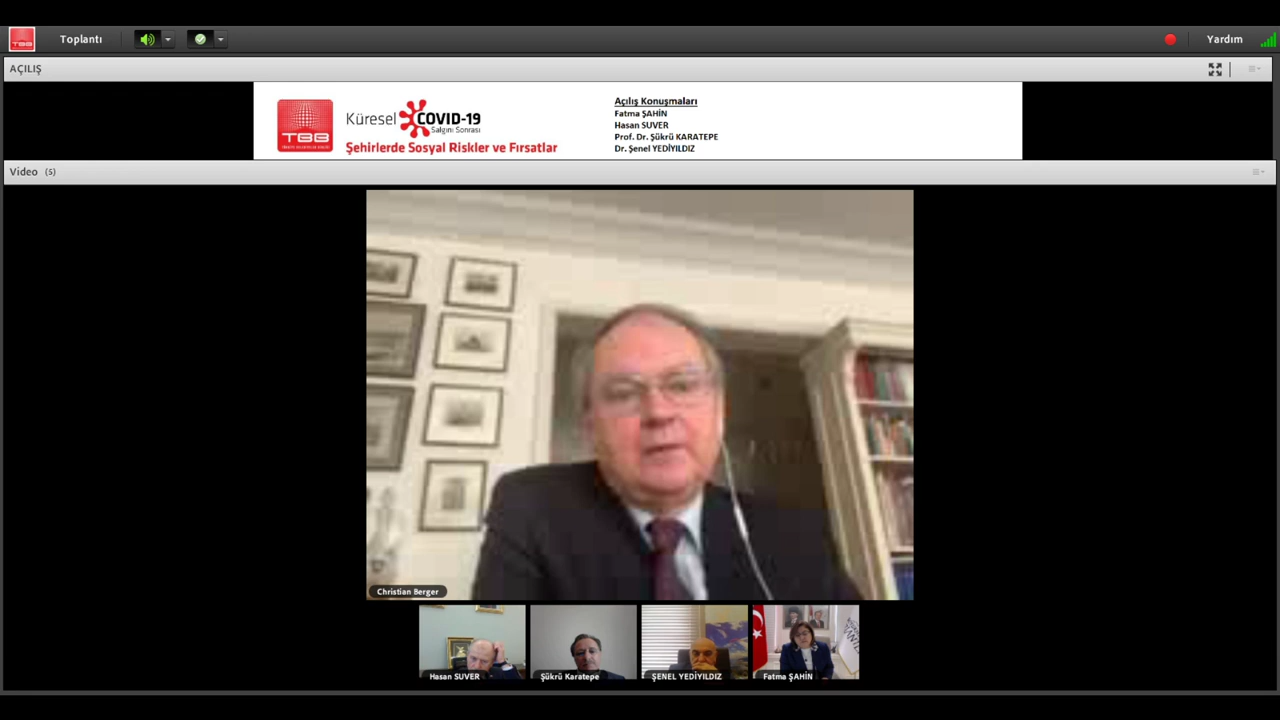 TBB
Toplantı
Yardım
AÇILIŞ
TBB
Küresel COVID-19
Salgını Sonrası
Şehirlerde Sosyal Riskler ve Fırsatlar
Açılış Konuşmaları
Fatma ŞAHİN
Hasan SUVER
Prof. Dr. Şükrü KARATEPE
Dr. Şenel YEDİYILDIZ
Video (5)
Christian Berger
Hasan SUVER
Şükrü Karatepe
ŞENEL YEDİYILDIZ
Fatma ŞAHİN